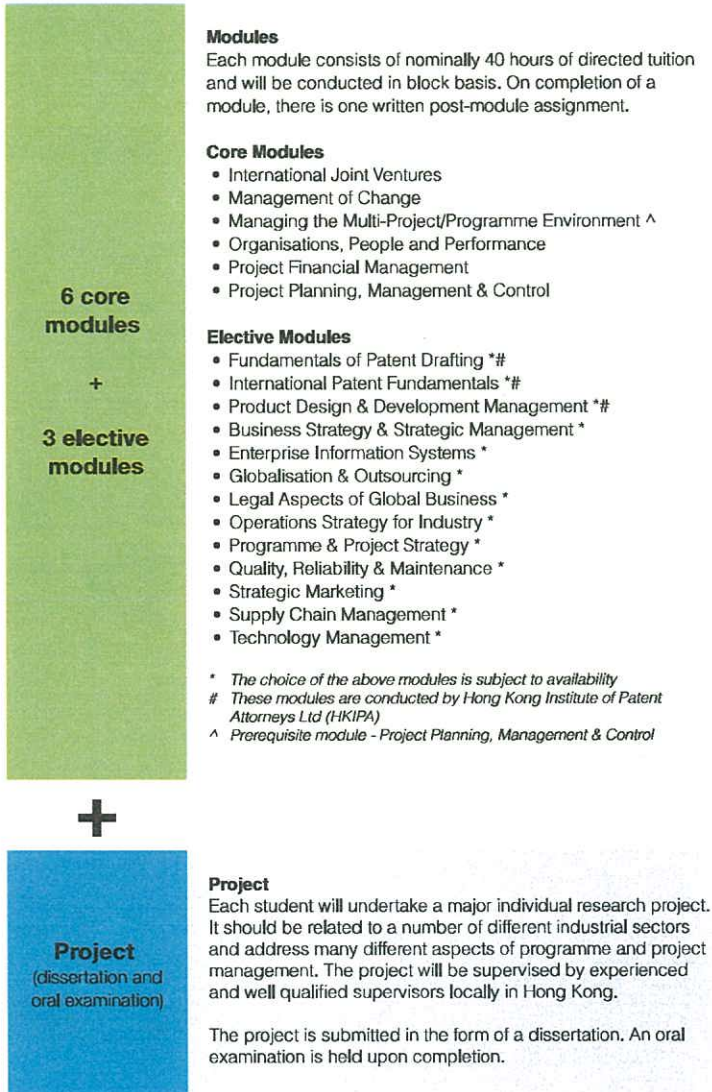 6 core
modules
+
3 elective
modules
Modules
Each module consists of nominally 40 hours of directed tuition
and will be conducted in block basis. On completion of a
module, there is one written post-module assignment.
Core Modules
• International Joint Ventures
• Management of Change
• Managing the Multi-Project/Programme Environment ^
• Organisations, People and Performance
• Project Financial Management
• Project Planning, Management & Control
Elective Modules
• Fundamentals of Patent Drafting *#
• International Patent Fundamentals *#
• Product Design & Development Management *#
• Business Strategy & Strategic Management *
• Enterprise Information Systems *
• Globalisation & Outsourcing *
• Legal Aspects of Global Business *
• Operations Strategy for Industry *
• Programme & Project Strategy *
• Quality, Reliability & Maintenance *
• Strategic Marketing *
• Supply Chain Management *
• Technology Management *
* The choice of the above modules is subject to availability
# These modules are conducted by Hong Kong Institute of Patent
Attorneys Ltd (HKIPA)
^ Prerequisite module - Project Planning, Management & Control
+
Project
(dissertation and
oral examination)
Project
Each student will undertake a major individual research project.
It should be related to a number of different industrial sectors
and address many different aspects of programme and project
management. The project will be supervised by experienced
and well qualified supervisors locally in Hong Kong.
The project is submitted in the form of a dissertation. An oral
examination is held upon completion.